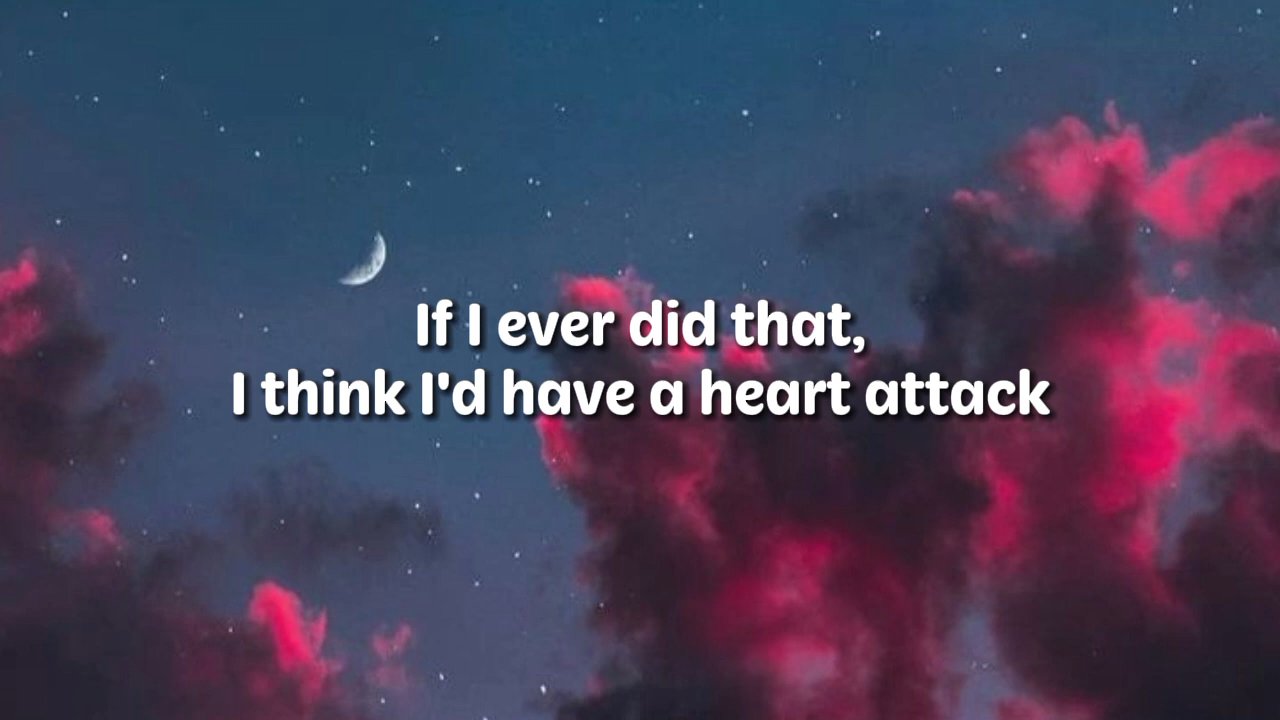 If I ever did that,
I think I'd have a heart attack